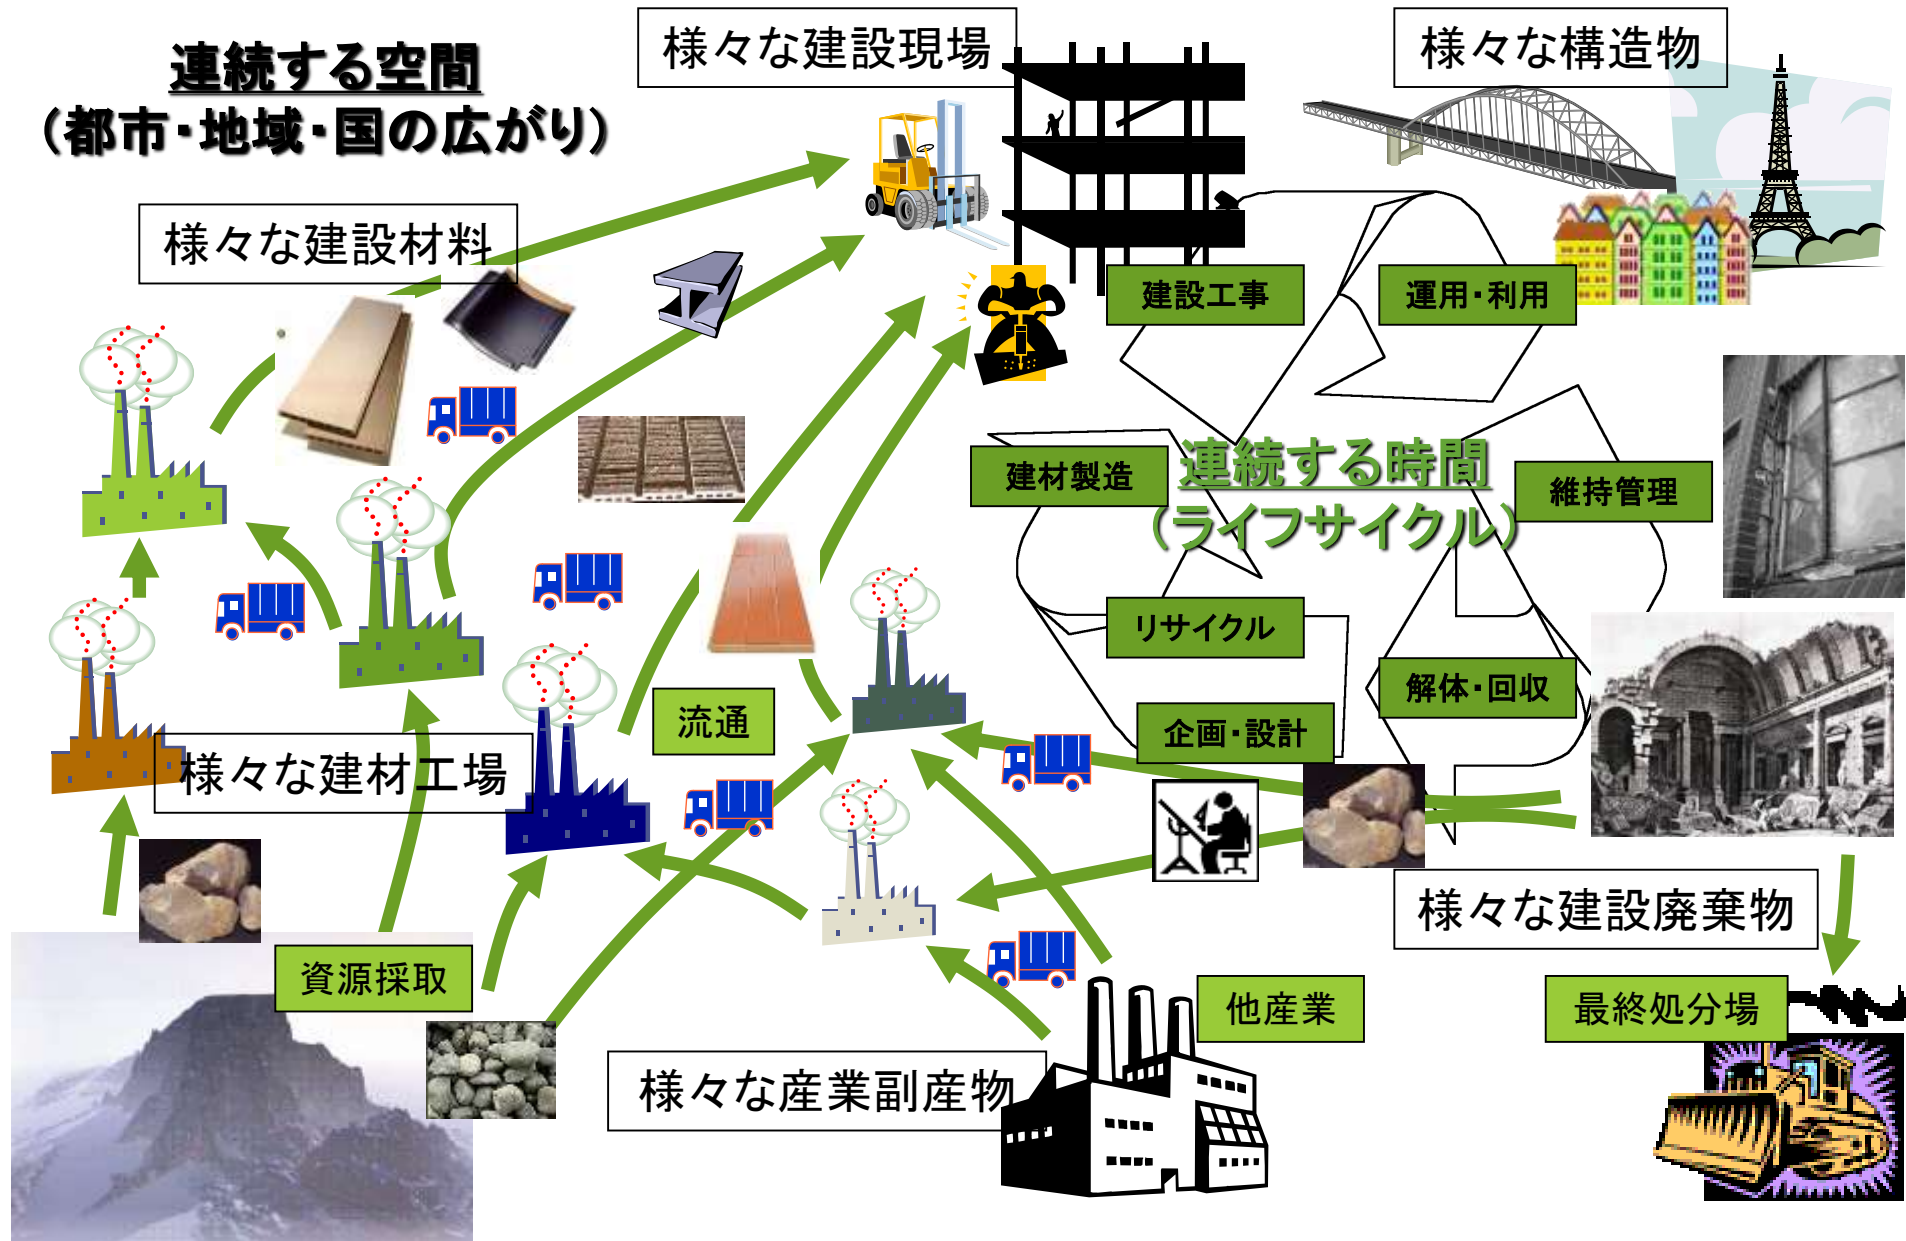 連続する空間
（都市・地域・国の広がり）
様々な建設現場
様々な構造物
様々な建設材料
建設工事
運用・利用
建材製造
連続する時間
（ライフサイクル）
維持管理
リサイクル
解体・回収
流通
企画・設計
様々な建材工場
様々な建設廃棄物
資源採取
他産業
最終処分場
様々な産業副産物